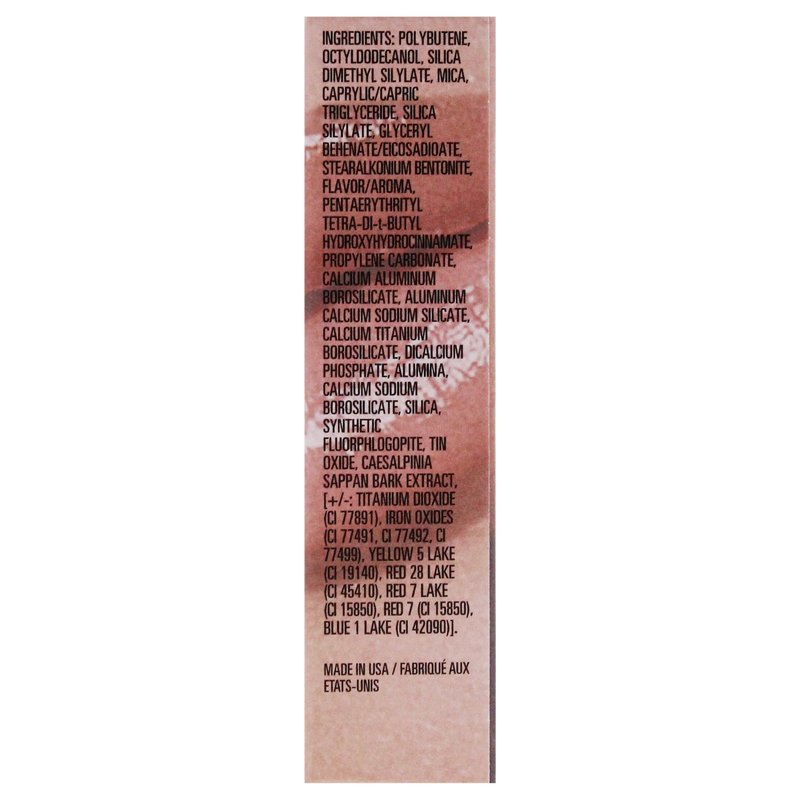 INGREDIENTS: POLYBUTENE,
OCTYLDODECANOL, SILICA
DIMETHYL SILYLATE, MICA,
CAPRYLIC/CAPRIC
TRIGLYCERIDE, SILICA
SILYLATE, GLYCERYL
BEHENATE/EICOSADIOATE,
STEARALKONIUM BENTONITE,
FLAVOR/AROMA,
PENTAERYTHRITYL
TETRA-DI-t-BUTYL
HYDROXYHYDROCINNAMATE,
PROPYLENE CARBONATE,
CALCIUM ALUMINUM
BOROSILICATE, ALUMINUM
CALCIUM SODIUM SILICATE,
CALCIUM TITANIUM
BOROSILICATE, DICALCIUM
PHOSPHATE, ALUMINA,
CALCIUM SODIUM
BOROSILICATE, SILICA,
SYNTHETIC
FLUORPHLOGOPITE, TIN
OXIDE, CAESALPINIA
SAPPAN BARK EXTRACT,
[+/-: TITANIUM DIOXIDE
(CI 77891), IRON OXIDES
(CI 77491, CI 77492, CI
77499), YELLOW 5 LAKE
(CI 19140), RED 28 LAKE
(CI 45410), RED 7 LAKE
(CI 15850), RED 7 (CI 15850),
BLUE 1 LAKE (CI 42090)].
MADE IN USA / FABRIQUÉ AUX
ETATS-UNIS